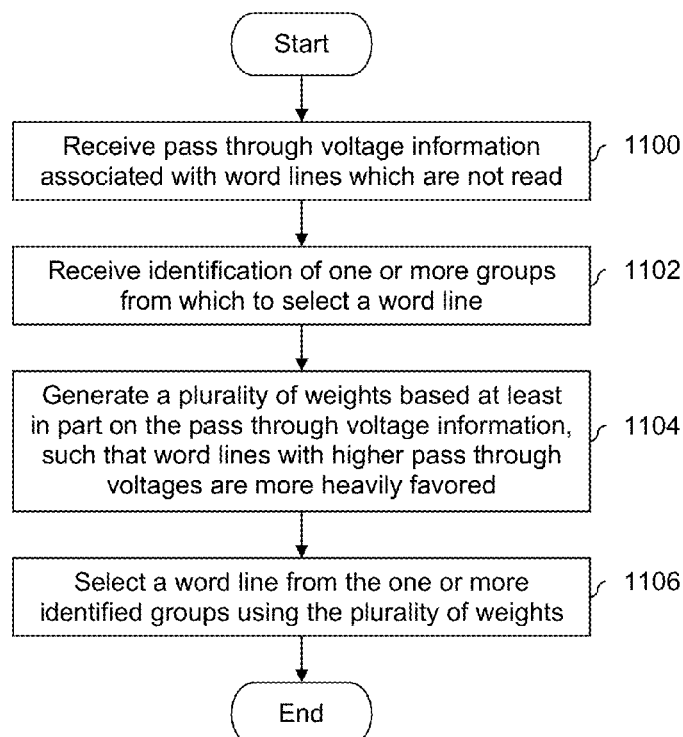 Start
Receive pass through voltage information
associated with word lines which are not read
1100
Receive identification of one or more groups
from which to select a word line
1102
Generate a plurality of weights based at least
in part on the pass through voltage information,
such that word lines with higher pass through
voltages are more heavily favored
1104
Select a word line from the one or more
identified groups using the plurality of weights
1106
End